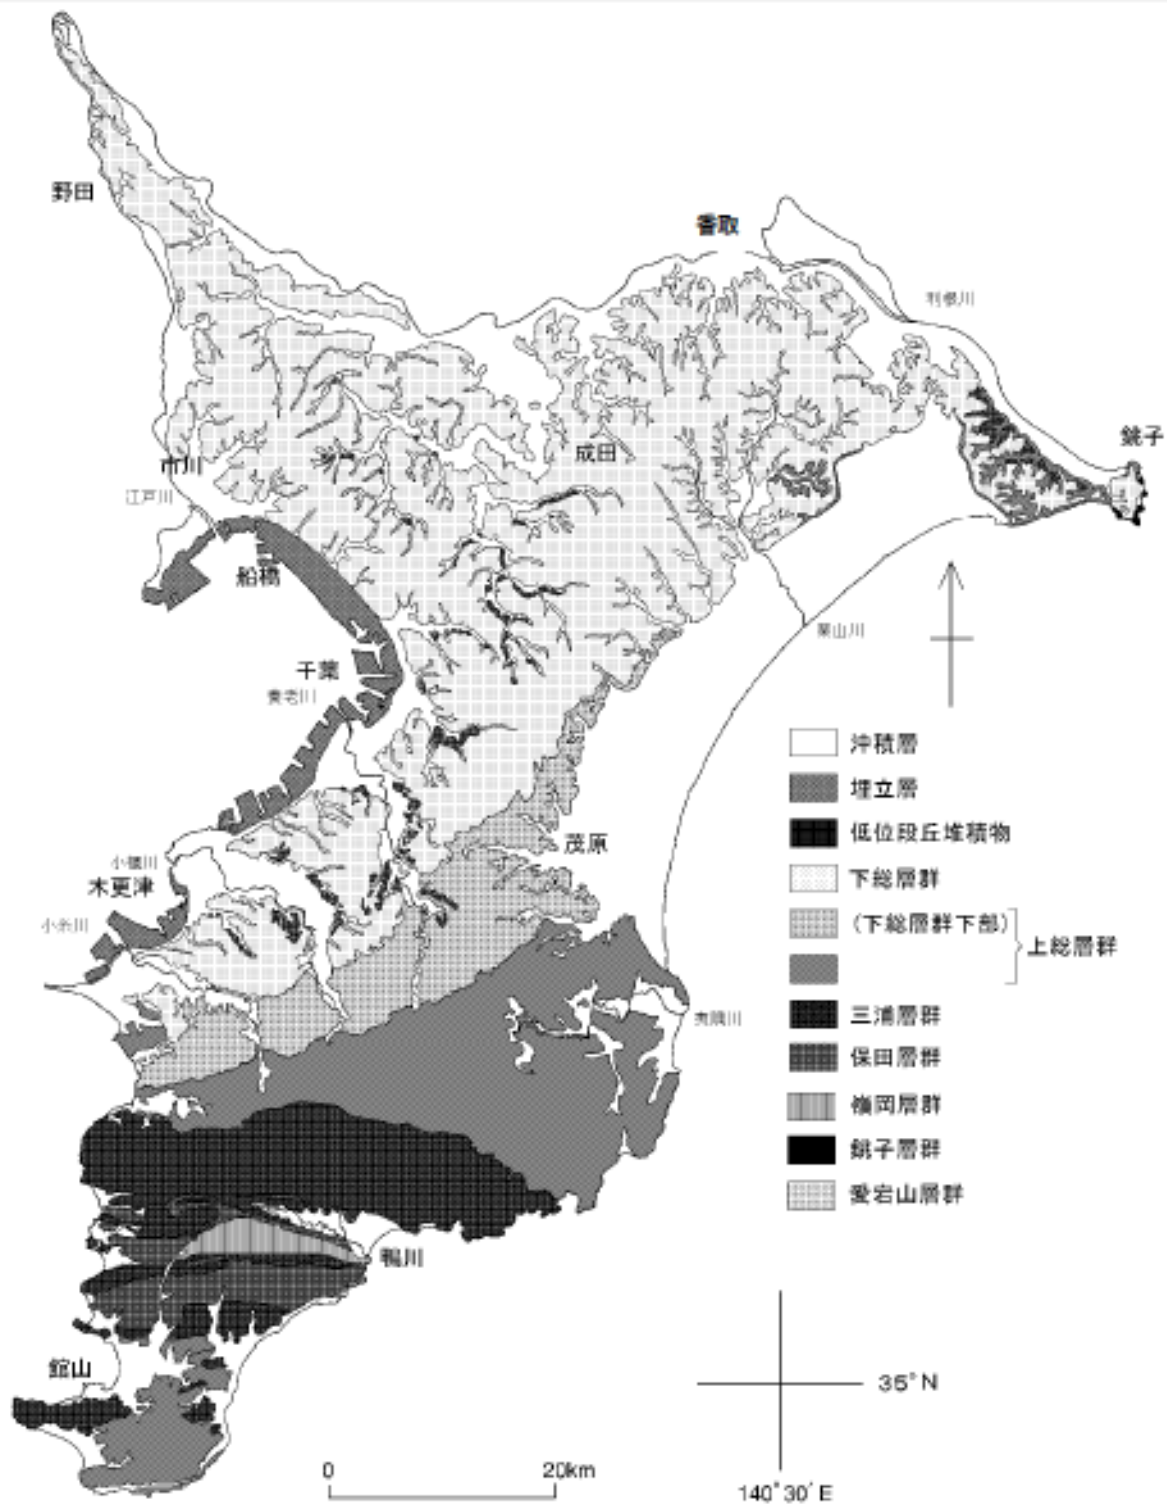 野田
香取
利根川
銚子
市川
成田
江戸川
船橋
栗山川
千葉
養老川
沖積層
埋立層
低位段丘堆積物
茂原
小櫃川
木更津
下総層群
小糸川
(下総層群下部)
上総層群
三浦層群
夷隅川
保田層群
嶺岡層群
銚子層群
愛宕山層群
鴨川
館山
35°N
0 20km
140°30′E